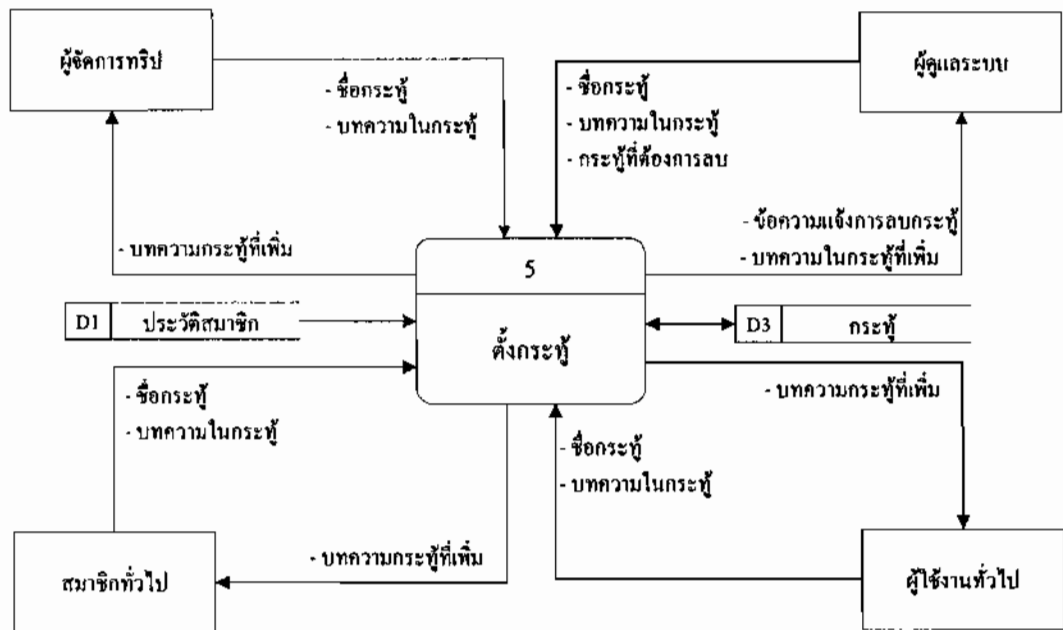 ผู้จัดการทริป
ผู้ดูแลระบบ
- ชื่อกระทู้
- บทความในกระทู้
- ชื่อกระทู้
- บทความในกระทู้
- กระทู้ที่ต้องการลบ
- บทความกระทู้ที่เพิ่ม
- ข้อความแจ้งการลบกระทู้
- บทความในกระทู้ที่เพิ่ม
5
ตั้งกระทู้
D1 ประวัติสมาชิก
D3 กระทู้
- ชื่อกระทู้
- บทความในกระทู้
- บทความกระทู้ที่เพิ่ม
- ชื่อกระทู้
- บทความในกระทู้
- บทความกระทู้ที่เพิ่ม
สมาชิกทั่วไป
ผู้ใช้งานทั่วไป